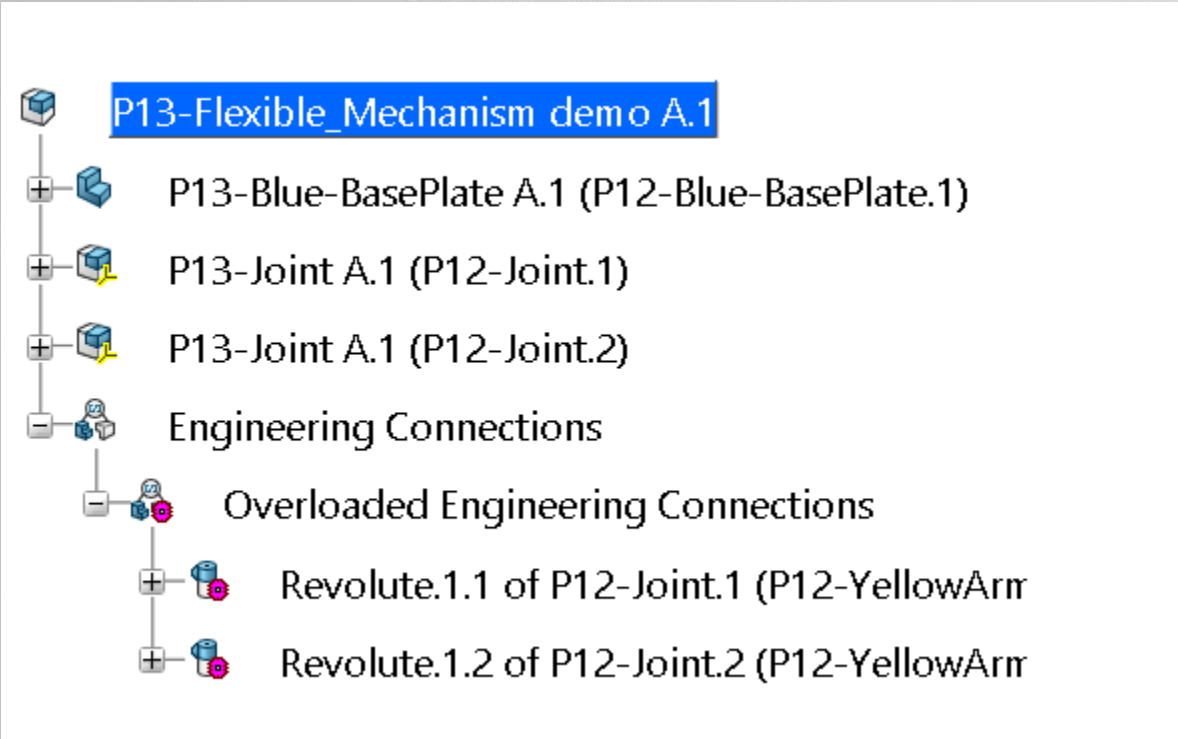 P13-Flexible_Mechanism demo A.1
P13-Blue-BasePlate A.1 (P12-Blue-BasePlate.1)
P13-Joint A.1 (P12-Joint.1)
P13-Joint A.1 (P12-Joint.2)
Engineering Connections
Overloaded Engineering Connections
Revolute.1.1 of P12-Joint.1 (P12-YellowArm
Revolute.1.2 of P12-Joint.2 (P12-YellowArm